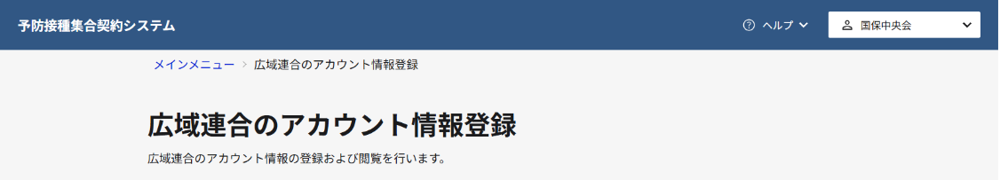 予防接種集合契約システム
ヘルプ
国保中央会
メインメニュー > 広域連合のアカウント情報登録
広域連合のアカウント情報登録
広域連合のアカウント情報の登録および閲覧を行います。